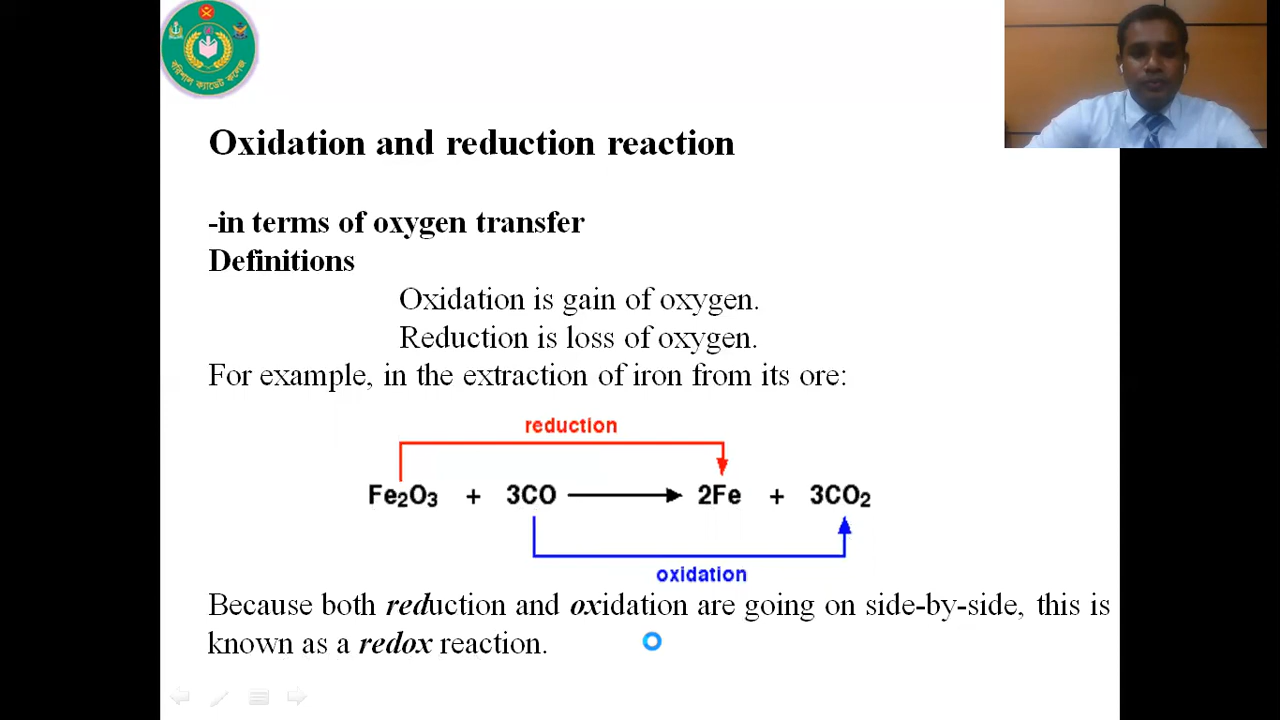 বরিশাল ক্যাডেট কলেজ
Oxidation and reduction reaction
-in terms of oxygen transfer
Definitions
Oxidation is gain of oxygen.
Reduction is loss of oxygen.
For example, in the extraction of iron from its ore:
reduction
Fe₂O₃ + 3CO ⟶ 2Fe + 3CO₂
oxidation
Because both reduction and oxidation are going on side-by-side, this is
known as a redox reaction.